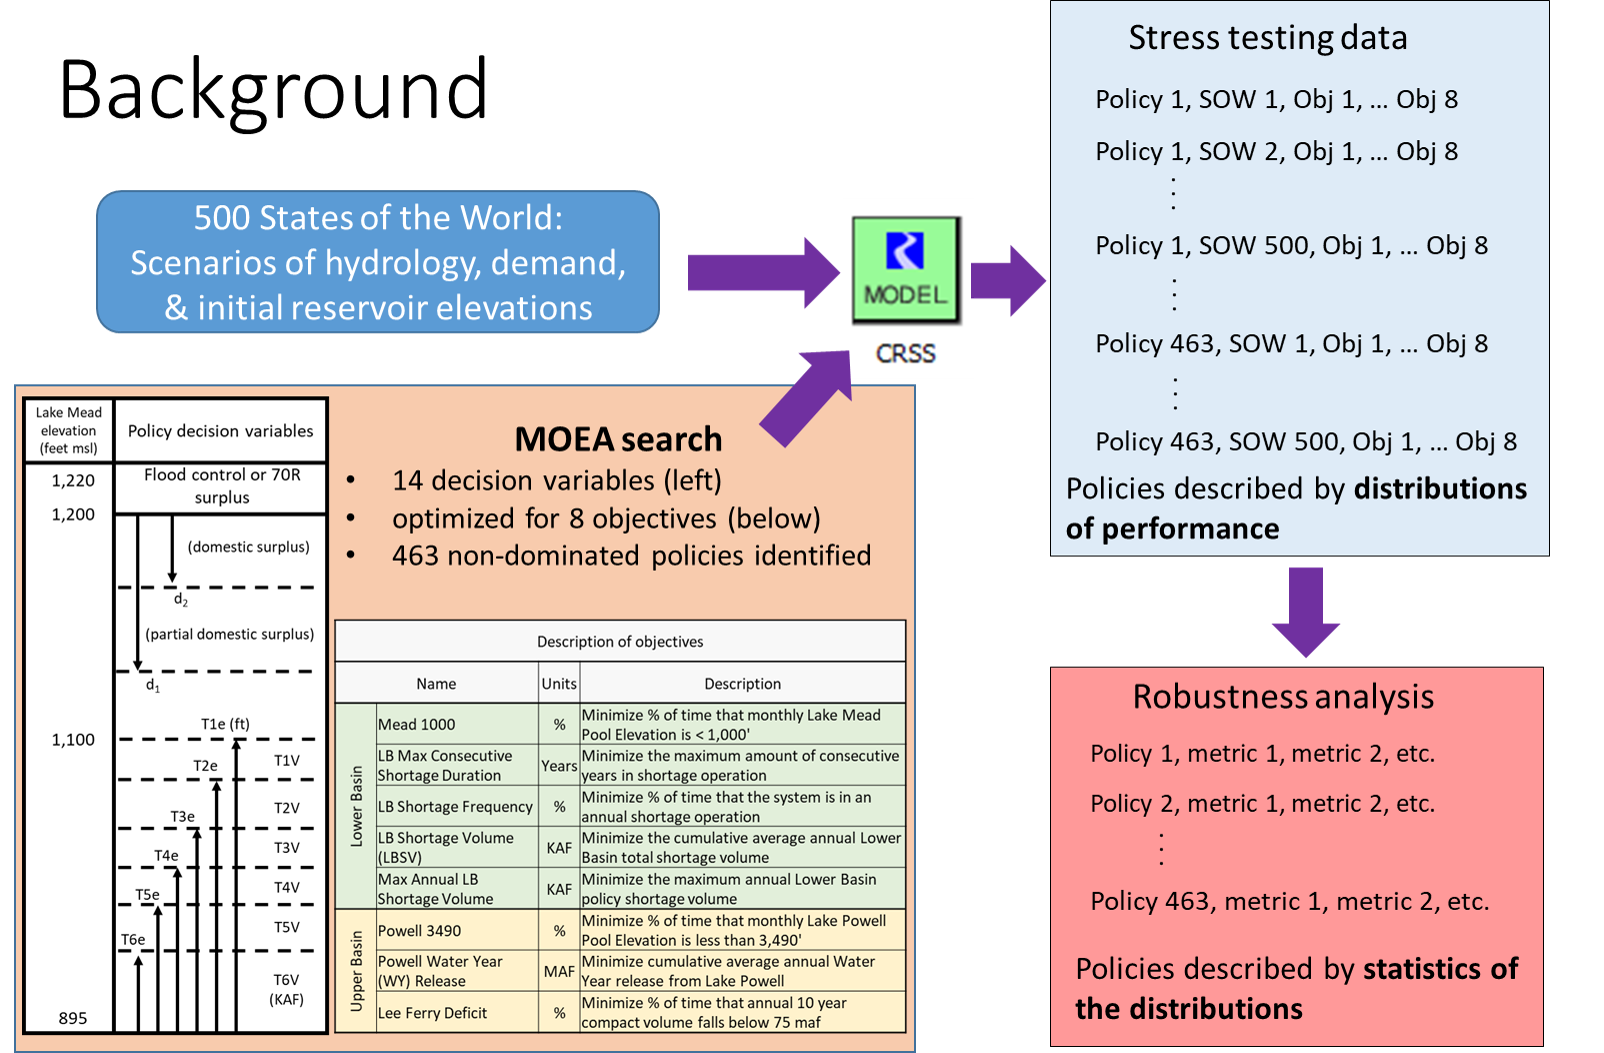 Background
500 States of the World:
Scenarios of hydrology, demand,
& initial reservoir elevations
MODEL
CRSS
Lake Mead
elevation
(feet msl)
Policy decision variables
1,220
Flood control or 70R
surplus
1,200
(domestic surplus)
d2
(partial domestic surplus)
d1
T1e (ft)
1,100
T1V
T2e
T2V
T3e
T3V
T4e
T4V
T5e
T5V
T6e
T6V
(KAF)
895
MOEA search
• 14 decision variables (left)
• optimized for 8 objectives (below)
• 463 non-dominated policies identified
Description of objectives
Name Units Description
Lower Basin
Mead 1000 % Minimize % of time that monthly Lake Mead
Pool Elevation is < 1,000'
LB Max Consecutive
Shortage Duration
Years
Minimize the maximum amount of consecutive
years in shortage operation
LB Shortage Frequency % Minimize % of time that the system is in an
annual shortage operation
LB Shortage Volume
(LBSV)
KAF
Minimize the cumulative average annual Lower
Basin total shortage volume
Max Annual LB
Shortage Volume
KAF
Minimize the maximum annual Lower Basin
policy shortage volume
Upper Basin
Powell 3490 % Minimize % of time that monthly Lake Powell
Pool Elevation is less than 3,490'
Powell Water Year
(WY) Release
MAF
Minimize cumulative average annual Water
Year release from Lake Powell
Lee Ferry Deficit % Minimize % of time that annual 10 year
compact volume falls below 75 maf
Stress testing data
Policy 1, SOW 1, Obj 1, ... Obj 8
Policy 1, SOW 2, Obj 1, ... Obj 8
⋮
Policy 1, SOW 500, Obj 1, ... Obj 8
⋮
Policy 463, SOW 1, Obj 1, ... Obj 8
⋮
Policy 463, SOW 500, Obj 1, ... Obj 8
Policies described by distributions
of performance
Robustness analysis
Policy 1, metric 1, metric 2, etc.
Policy 2, metric 1, metric 2, etc.
⋮
Policy 463, metric 1, metric 2, etc.
Policies described by statistics of
the distributions